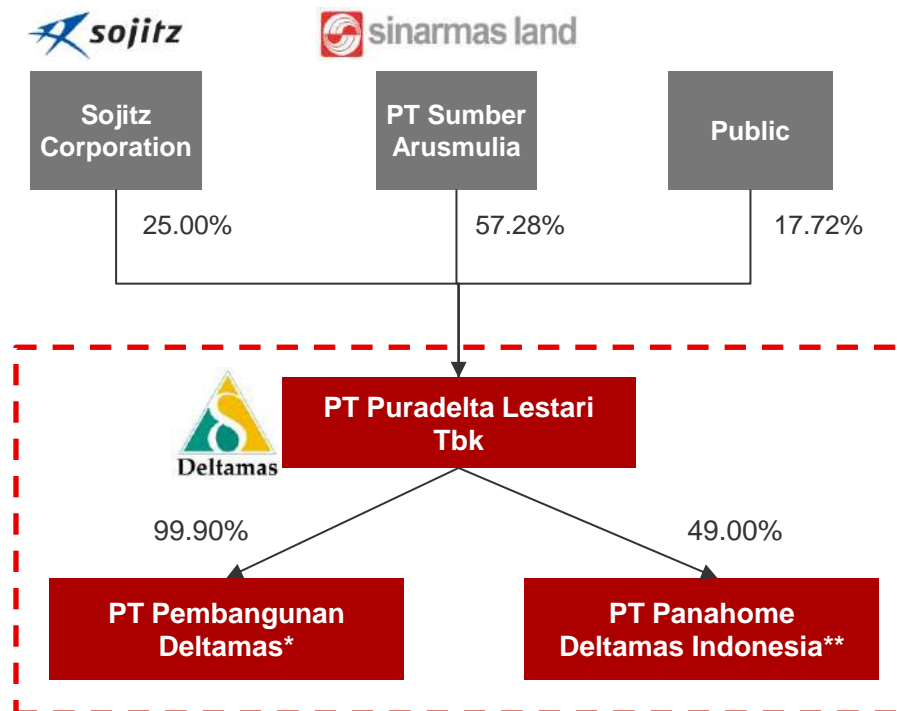 sojitz
sinarmas land
Sojitz
Corporation
PT Sumber
Arusmulia
Public
25.00%
57.28%
17.72%
PT Puradelta Lestari
Tbk
Deltamas
99.90%
49.00%
PT Pembangunan
Deltamas*
PT Panahome
Deltamas Indonesia**